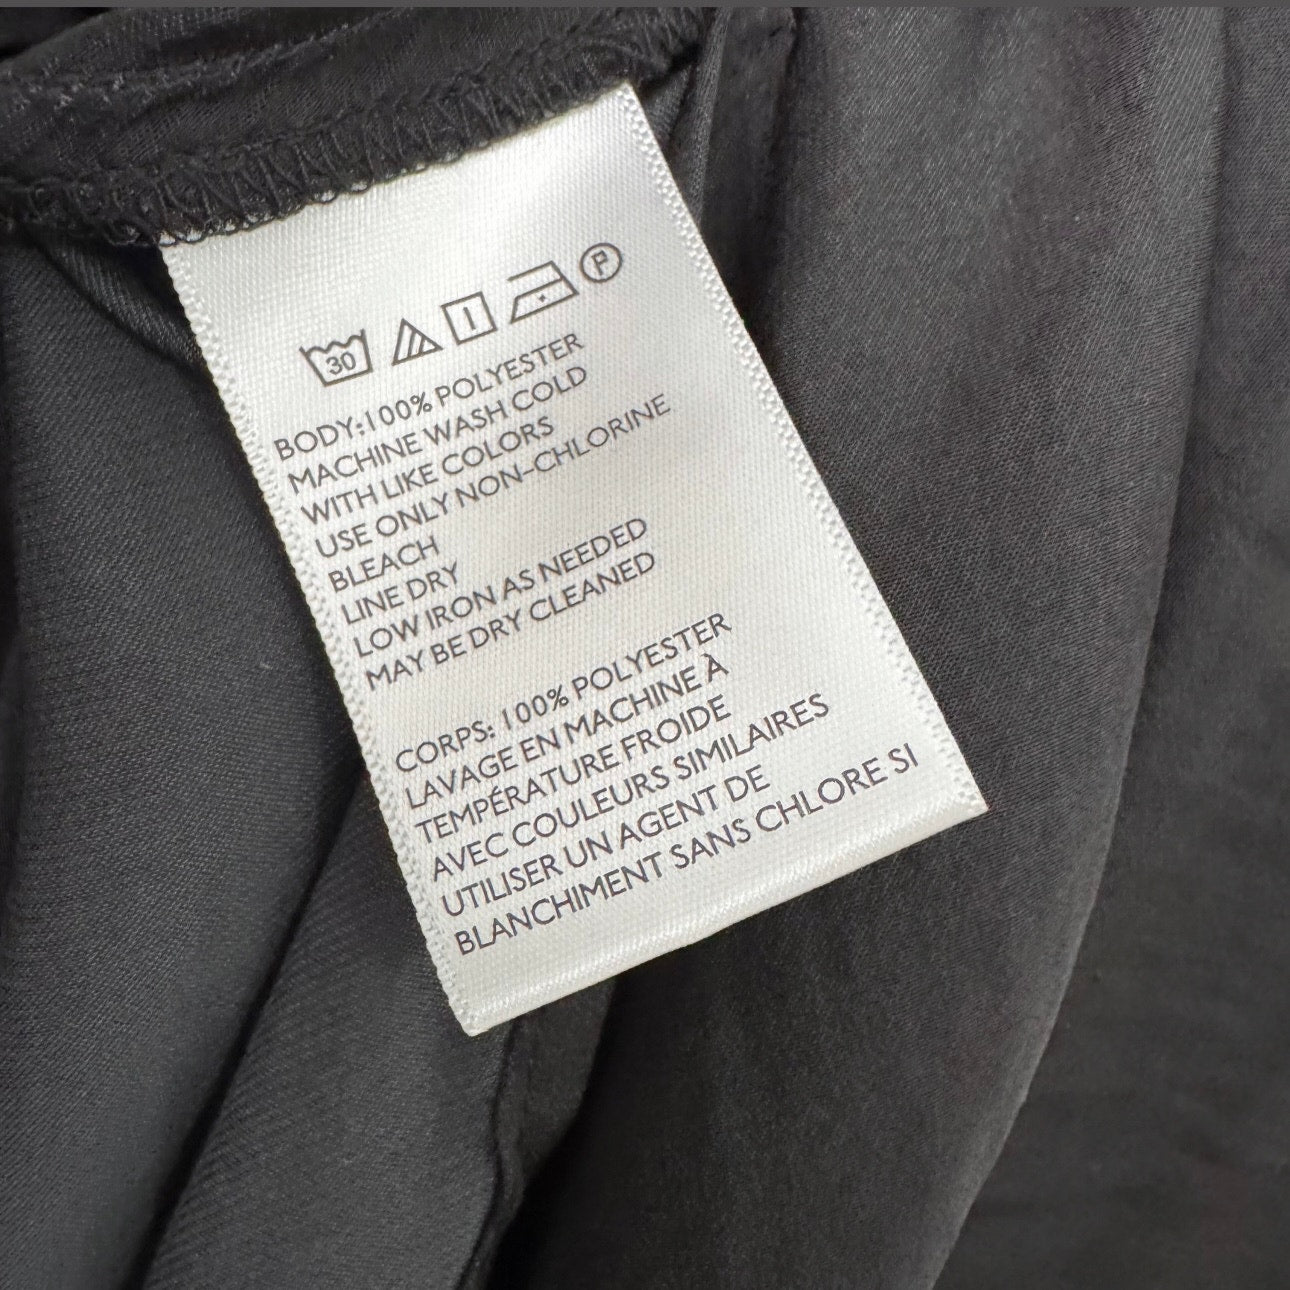 30 P
BODY:100% POLYESTER
MACHINE WASH COLD
WITH LIKE COLORS
USE ONLY NON-CHLORINE
BLEACH
LINE DRY
LOW IRON AS NEEDED
MAY BE DRY CLEANED
CORPS: 100% POLYESTER
LAVAGE EN MACHINE À
TEMPÉRATURE FROIDE
AVEC COULEURS SIMILAIRES
UTILISER UN AGENT DE
BLANCHIMENT SANS CHLORE SI